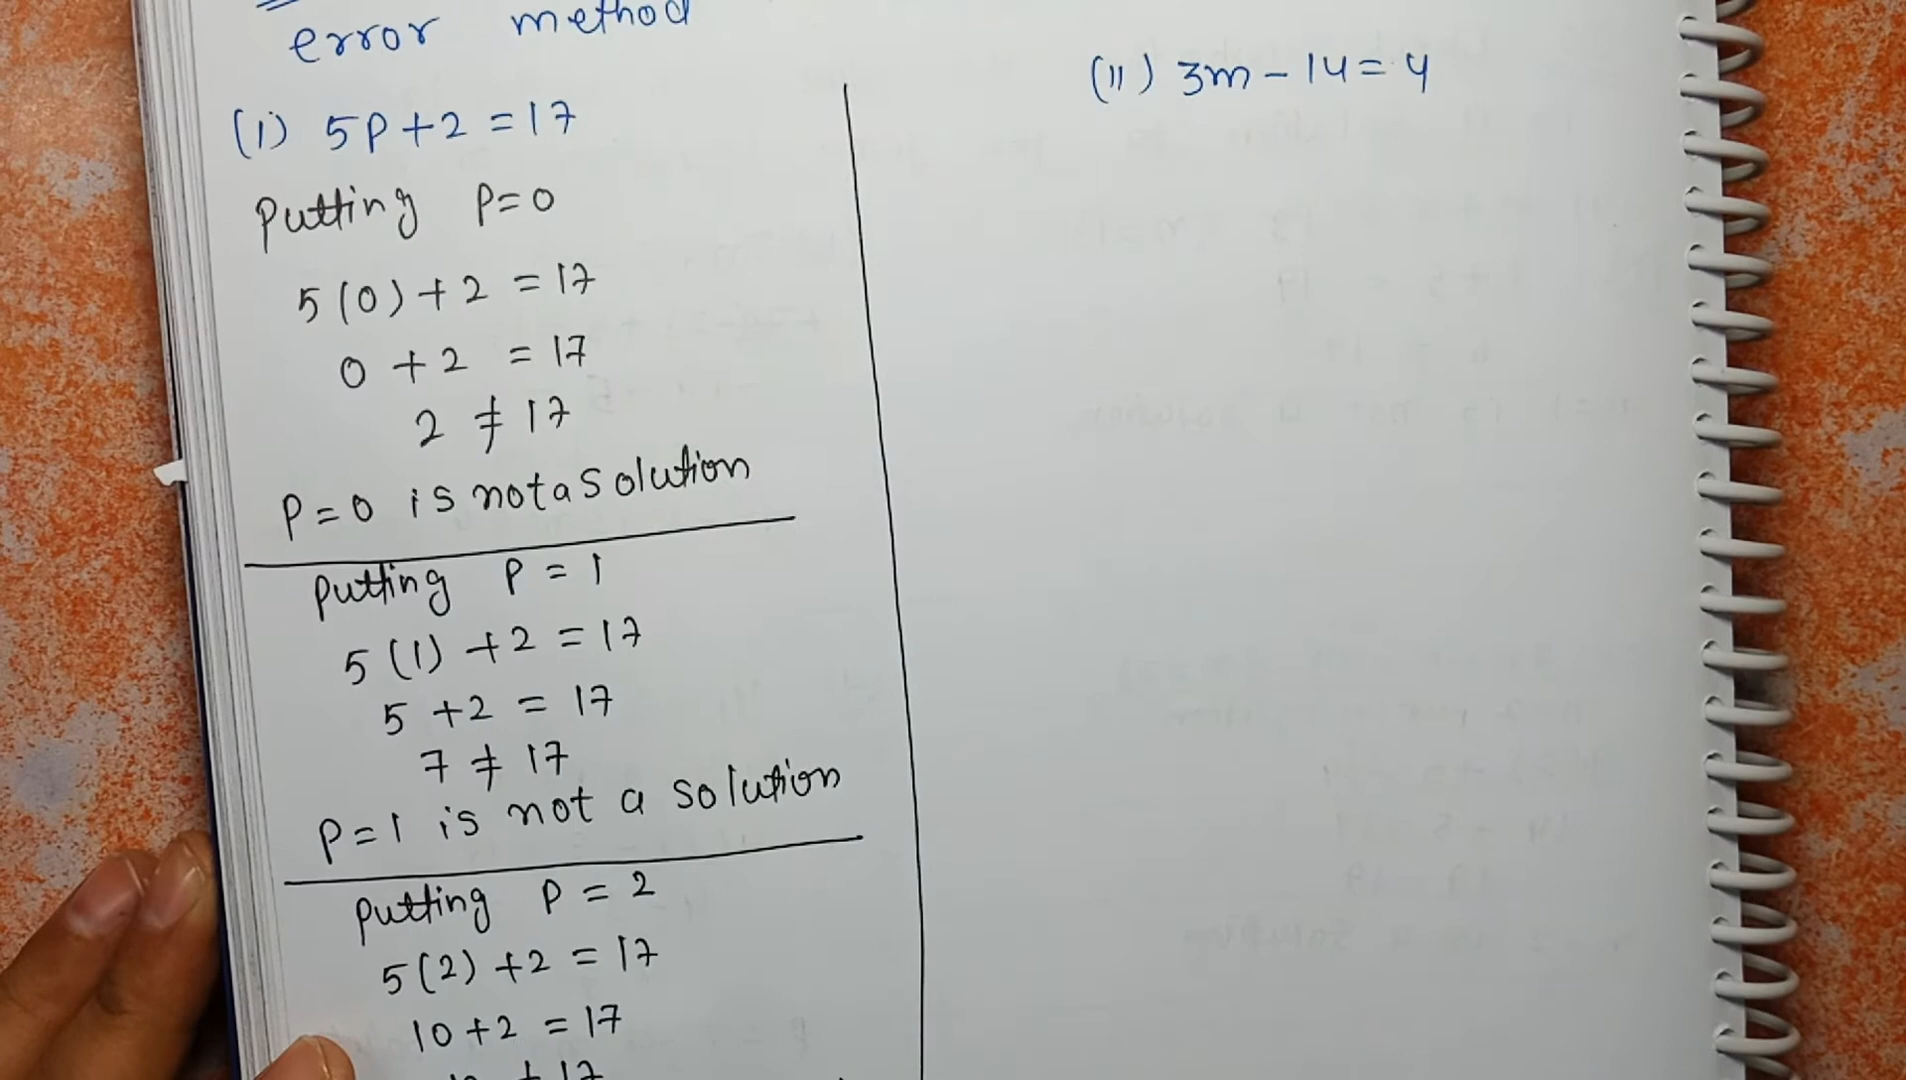 error method
(i) 5P+2=17
Putting P=0
5(0)+2=17
0+2=17
2≠17
P=0 is not a solution
Putting P=1
5(1)+2=17
5+2=17
7≠17
P=1 is not a solution
Putting P=2
5(2)+2=17
10+2=17
≠17
(ii) 3m-14=4